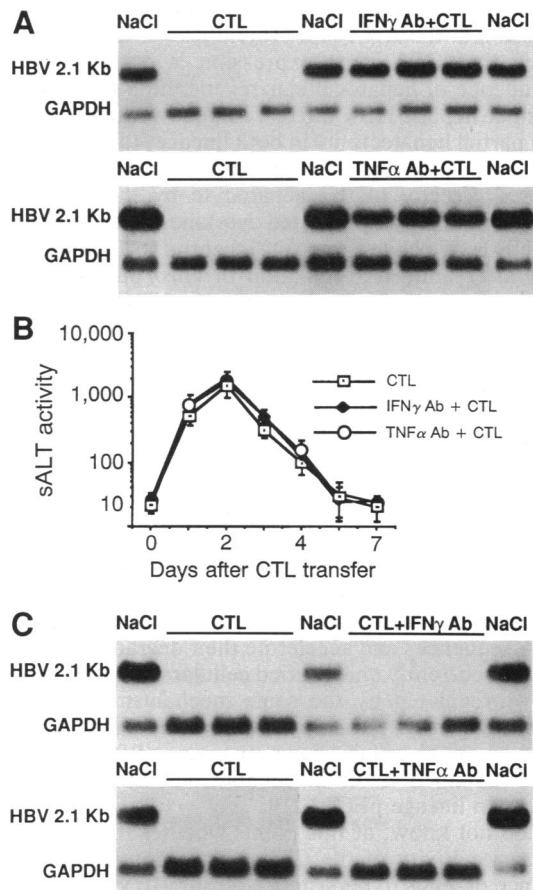 A
NaCl CTL NaCl IFNγ Ab+CTL NaCl
HBV 2.1 Kb
GAPDH
NaCl CTL NaCl TNFα Ab+CTL NaCl
HBV 2.1 Kb
GAPDH
B
10,000
1,000
100
10
sALT activity
CTL
IFNγ Ab + CTL
TNFα Ab + CTL
0 2 4 7
Days after CTL transfer
C
NaCl CTL NaCl CTL+IFNγ Ab NaCl
HBV 2.1 Kb
GAPDH
NaCl CTL NaCl CTL+TNFα Ab NaCl
HBV 2.1 Kb
GAPDH